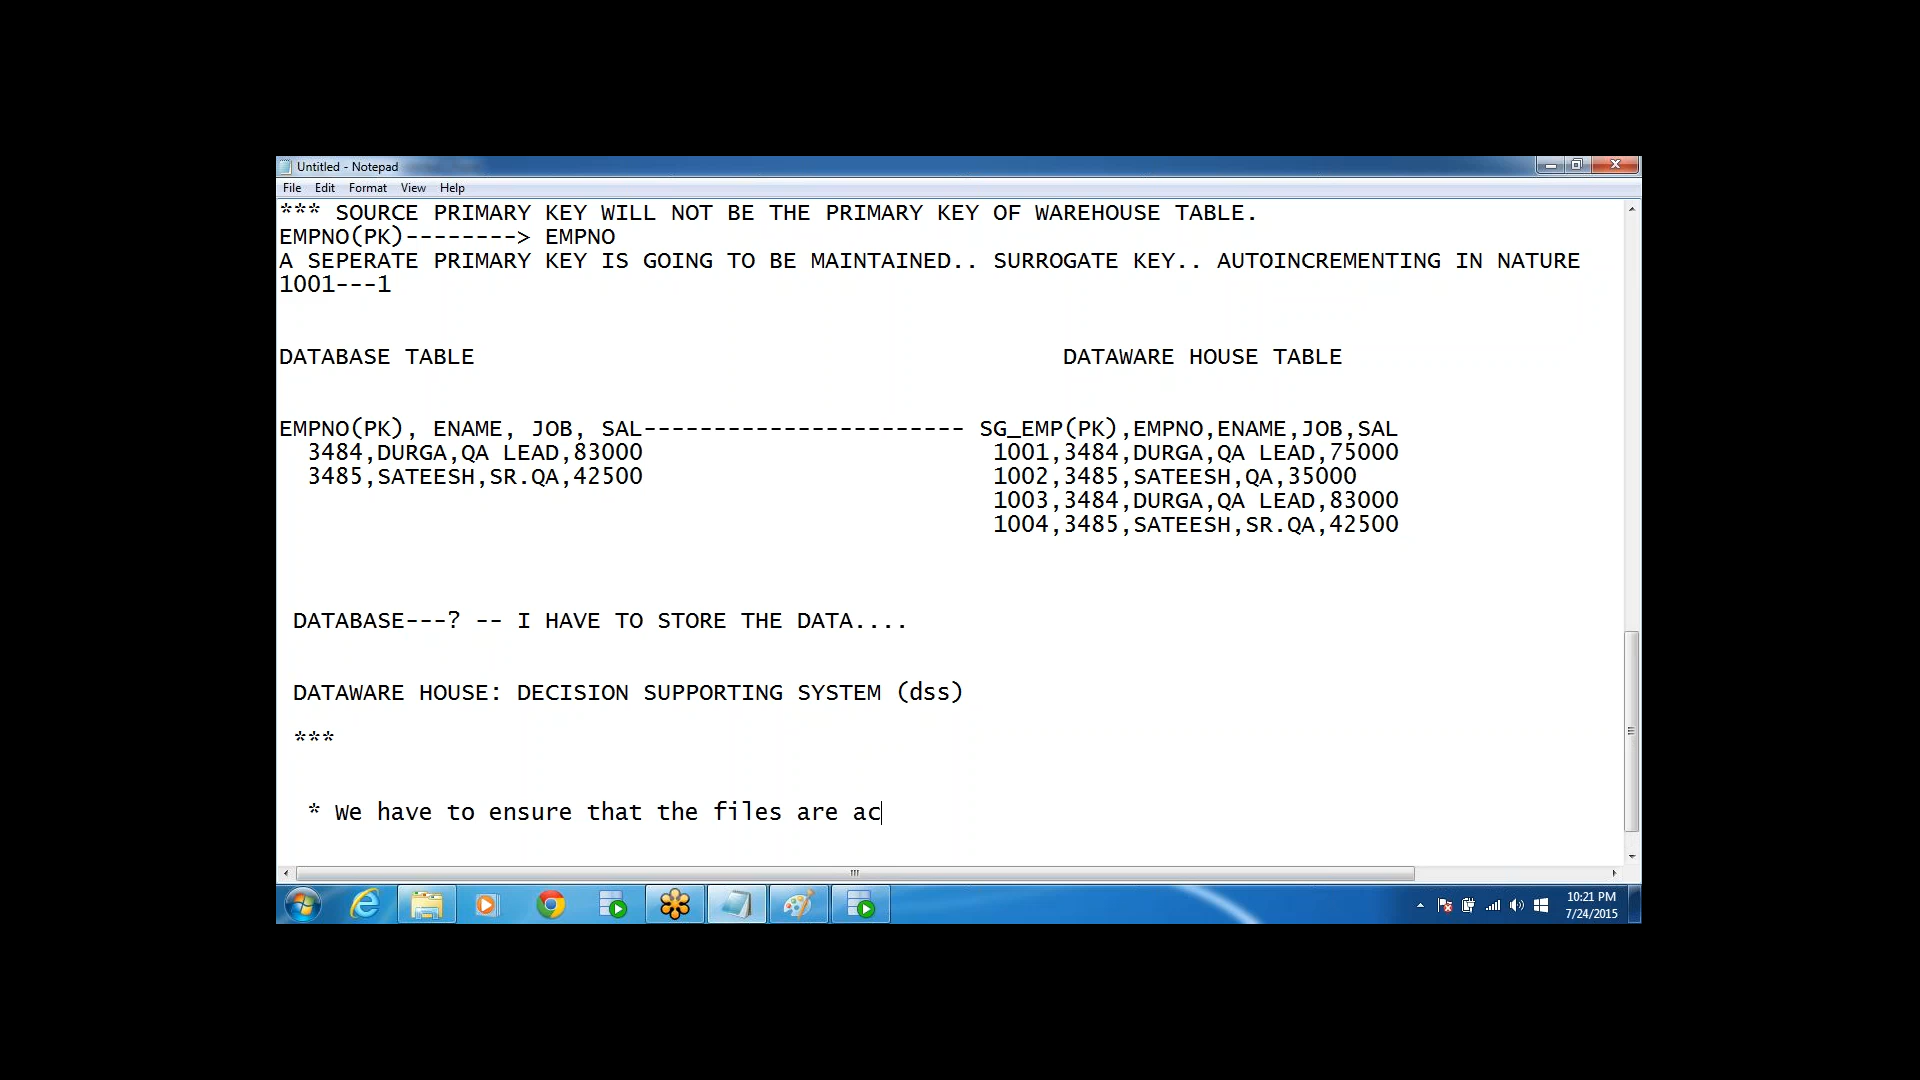 Untitled - Notepad
File Edit Format View Help
*** SOURCE PRIMARY KEY WILL NOT BE THE PRIMARY KEY OF WAREHOUSE TABLE.
EMPNO(PK)--------> EMPNO
A SEPERATE PRIMARY KEY IS GOING TO BE MAINTAINED.. SURROGATE KEY.. AUTOINCREMENTING IN NATURE
1001---1
DATABASE TABLE DATAWARE HOUSE TABLE
EMPNO(PK), ENAME, JOB, SAL----------------------- SG_EMP(PK),EMPNO,ENAME,JOB,SAL
3484,DURGA,QA LEAD,83000 1001,3484,DURGA,QA LEAD,75000
3485,SATEESH,SR.QA,42500 1002,3485,SATEESH,QA,35000
1003,3484,DURGA,QA LEAD,83000
1004,3485,SATEESH,SR.QA,42500
DATABASE---? -- I HAVE TO STORE THE DATA....
DATAWARE HOUSE: DECISION SUPPORTING SYSTEM (dss)
***
* We have to ensure that the files are ac
10:21 PM
7/24/2015